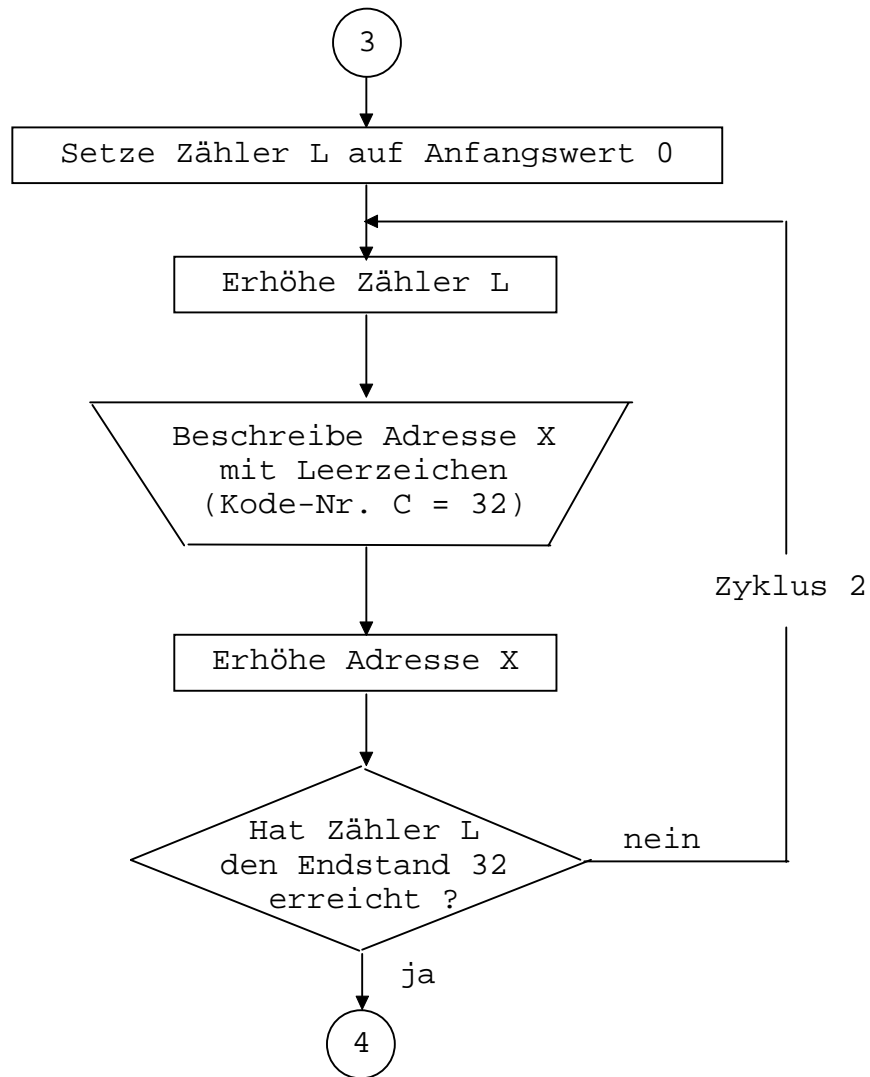 3
Setze Zähler L auf Anfangswert 0
Erhöhe Zähler L
Beschreibe Adresse X
mit Leerzeichen
(Kode-Nr. C = 32)
Zyklus 2
Erhöhe Adresse X
Hat Zähler L
den Endstand 32
erreicht ?
nein
ja
4